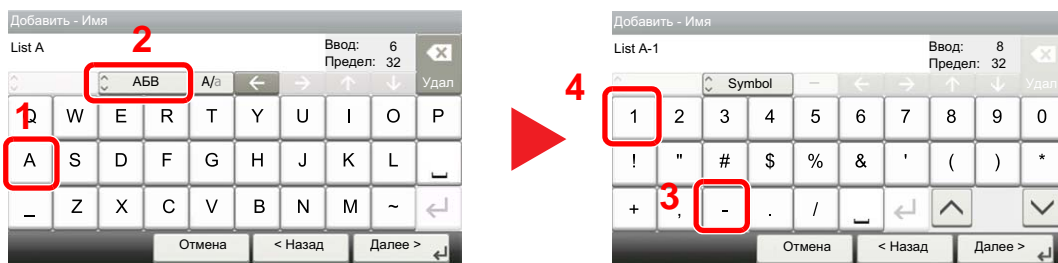 Добавить - Имя
2
List A
Ввод: 6
Предел: 32
АБВ
A/a
Удал
1
Q W E R T Y U I O P
A S D F G H J K L
_ Z X C V B N M ~
Отмена
< Назад
Далее >
Добавить - Имя
List A-1
Ввод: 8
Предел: 32
4
Symbol
Удал
1 2 3 4 5 6 7 8 9 0
! " # $ % & ' ( ) *
3
+ , - . /
Отмена
< Назад
Далее >